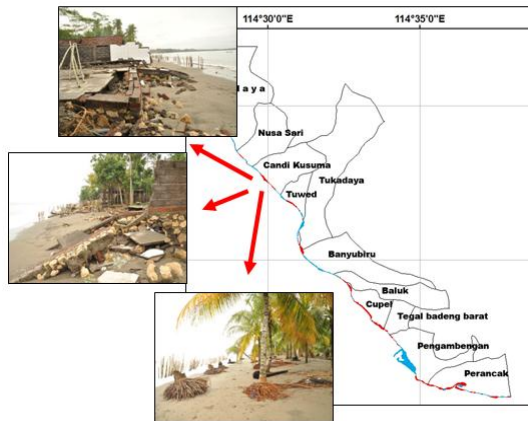 114°30'0"E
114°35'0"E
l a y a
Nusa Sari
Candi Kusuma
Tukadaya
Tuwed
Banyubiru
Baluk
Cupel
Tegal badeng barat
Pengambengan
Perancak